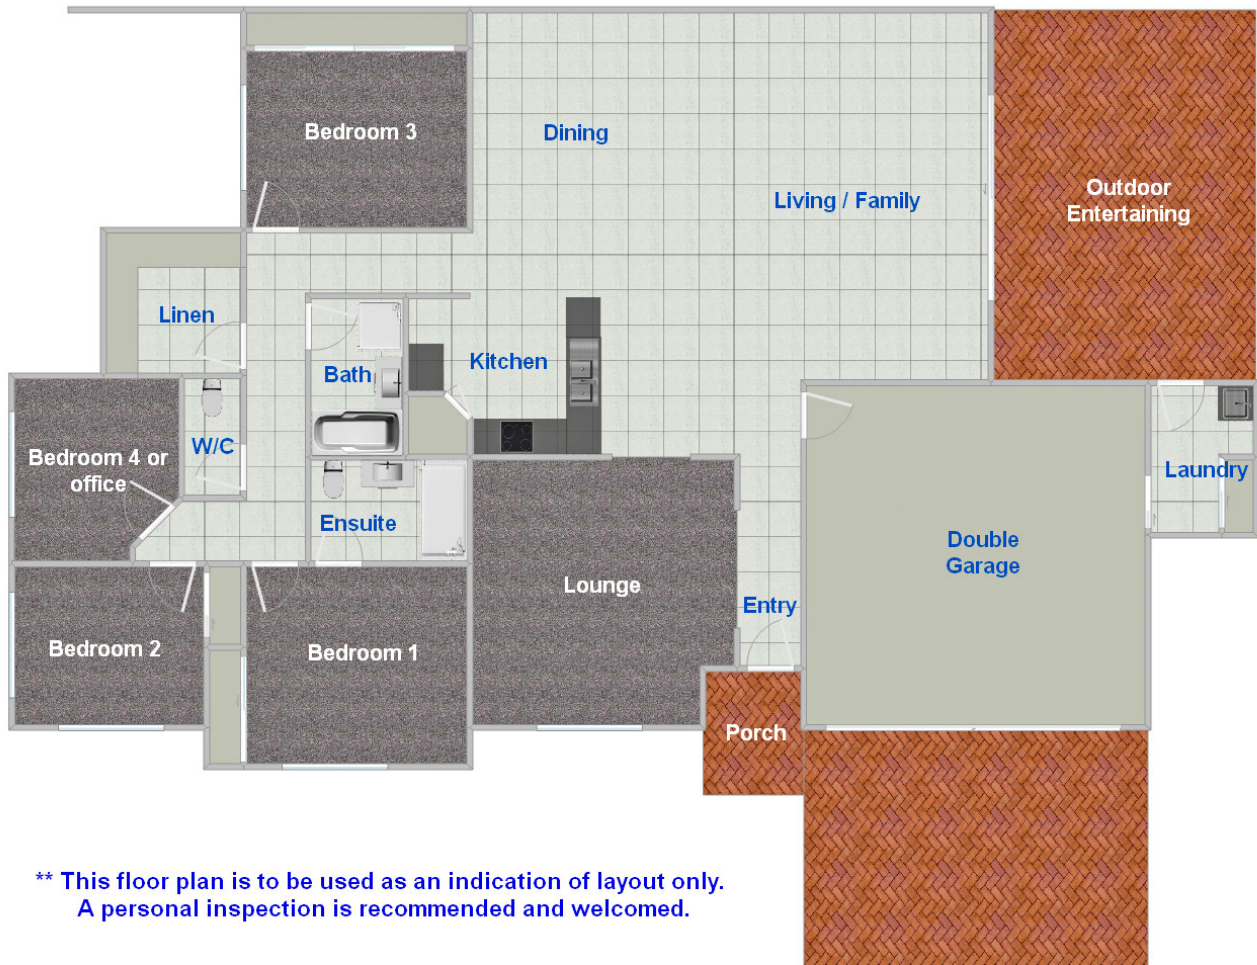 Bedroom 3
Dining
Living / Family
Outdoor
Entertaining
Linen
Bath
Kitchen
W/C
Bedroom 4 or
office
Ensuite
Laundry
Lounge
Double
Garage
Entry
Bedroom 2
Bedroom 1
Porch
** This floor plan is to be used as an indication of layout only.
A personal inspection is recommended and welcomed.